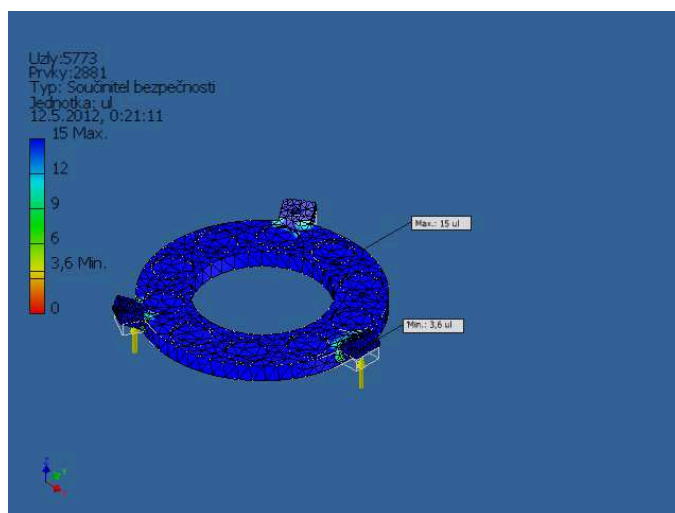 Uzly:5773
Prvky:2881
Typ: Součinitel bezpečnosti
Jednotka: ul
12.5.2012, 0:21:11
15 Max.
12
9
6
3,6 Min.
0
Max.: 15 ul
Min.: 3,6 ul